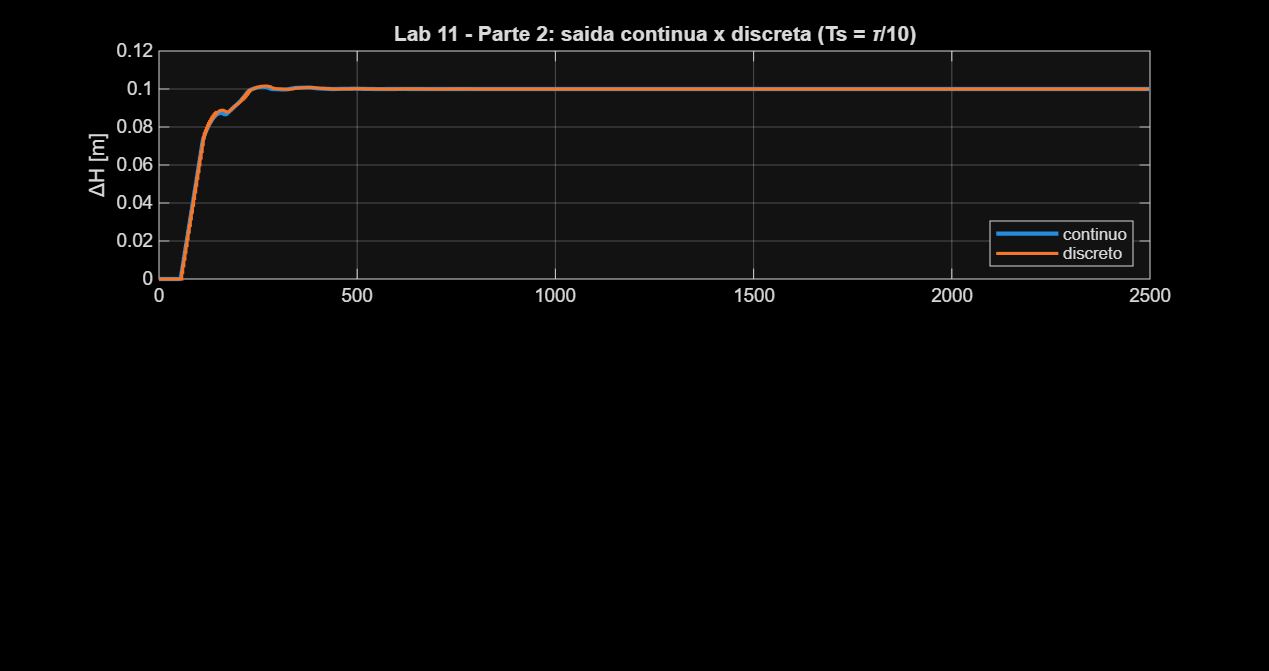 Lab 11 - Parte 2: saida continua x discreta (Ts = τ/10)
0.12
0.1
0.08
0.06
0.04
0.02
0
ΔH [m]
continuo
discreto
0 500 1000 1500 2000 2500